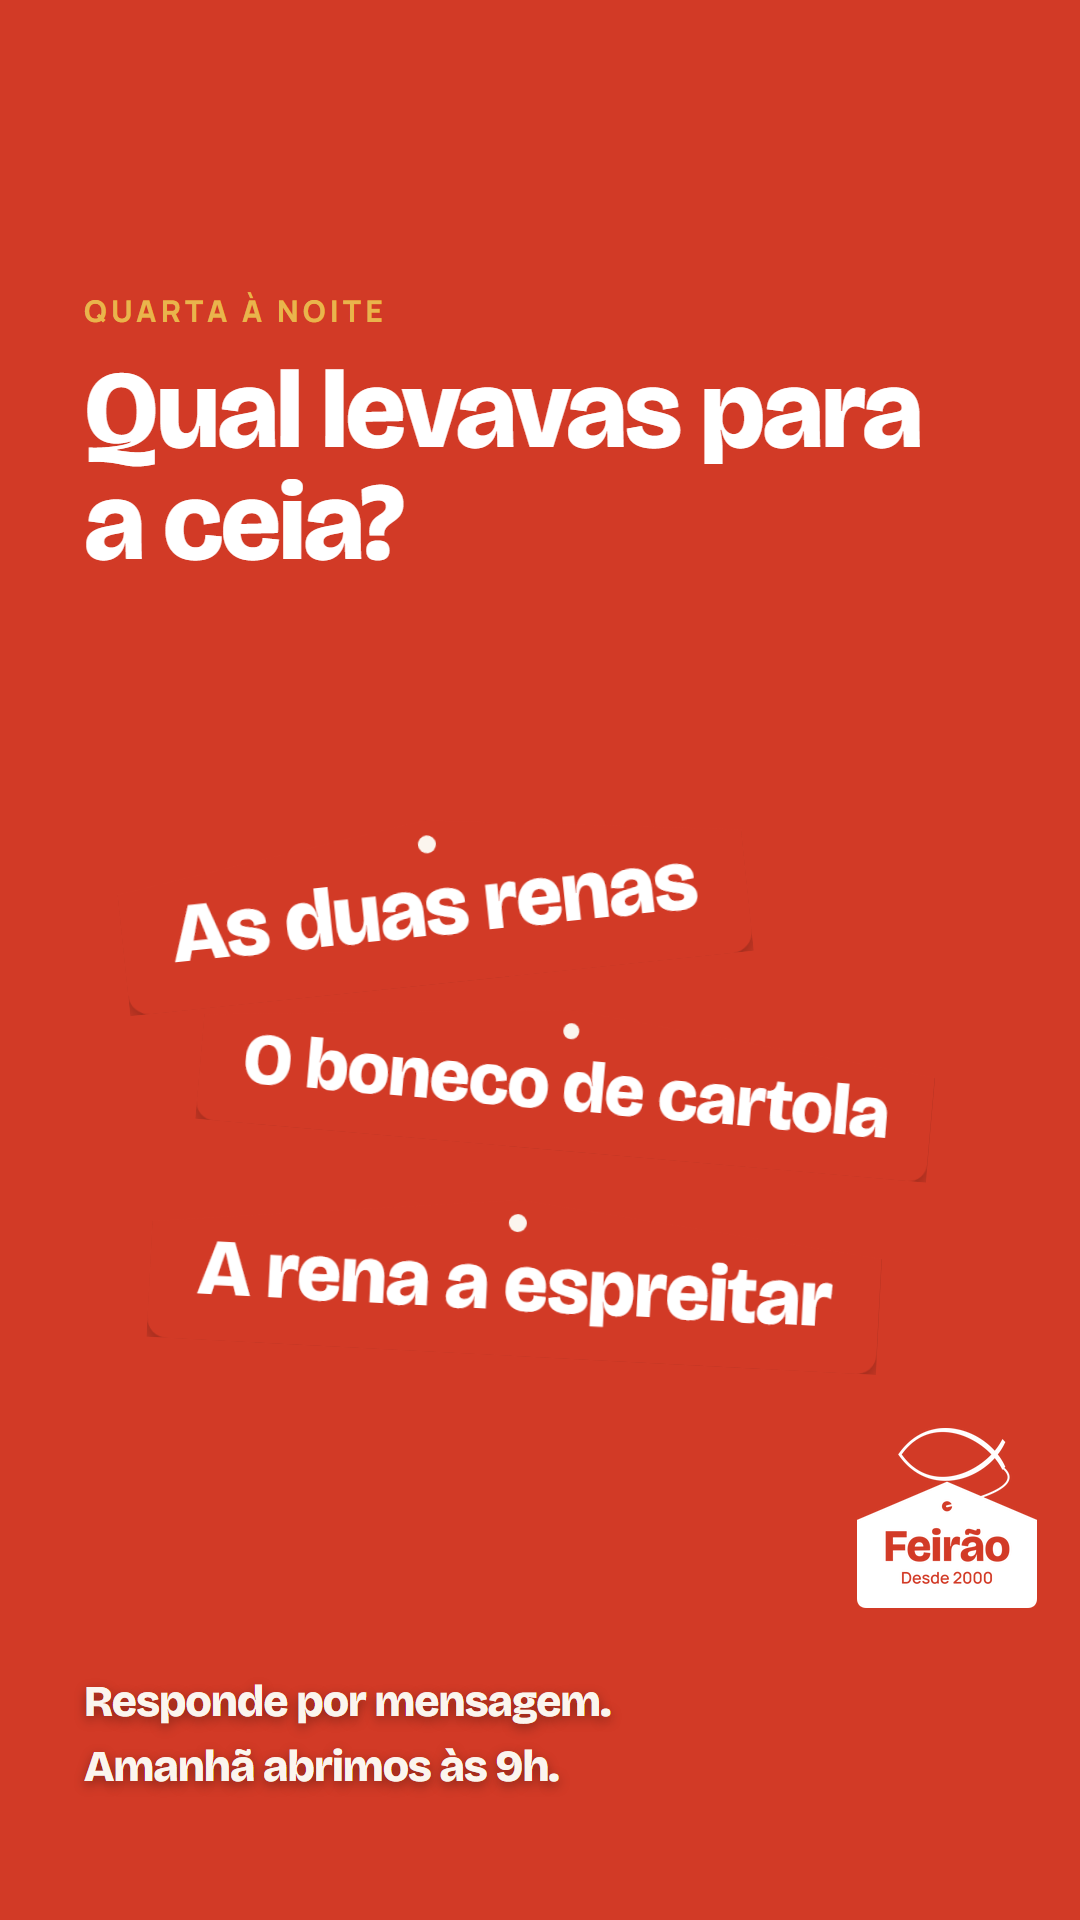 QUARTA À NOITE
Qual levavas para
a ceia?
As duas renas
O boneco de cartola
A rena a espreitar
Feirão
Desde 2000
Responde por mensagem.
Amanhã abrimos às 9h.